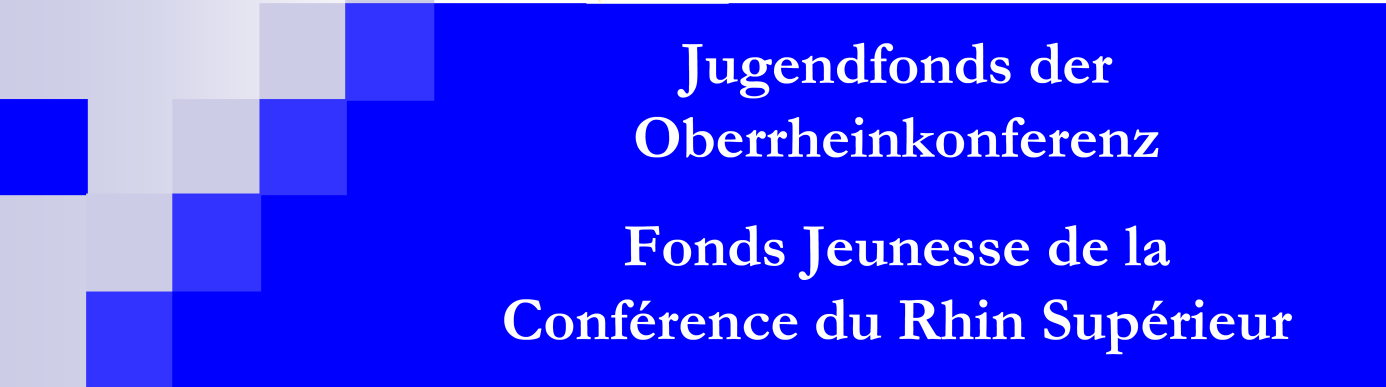 Jugendfonds der
Oberrheinkonferenz
Fonds Jeunesse de la
Conférence du Rhin Supérieur